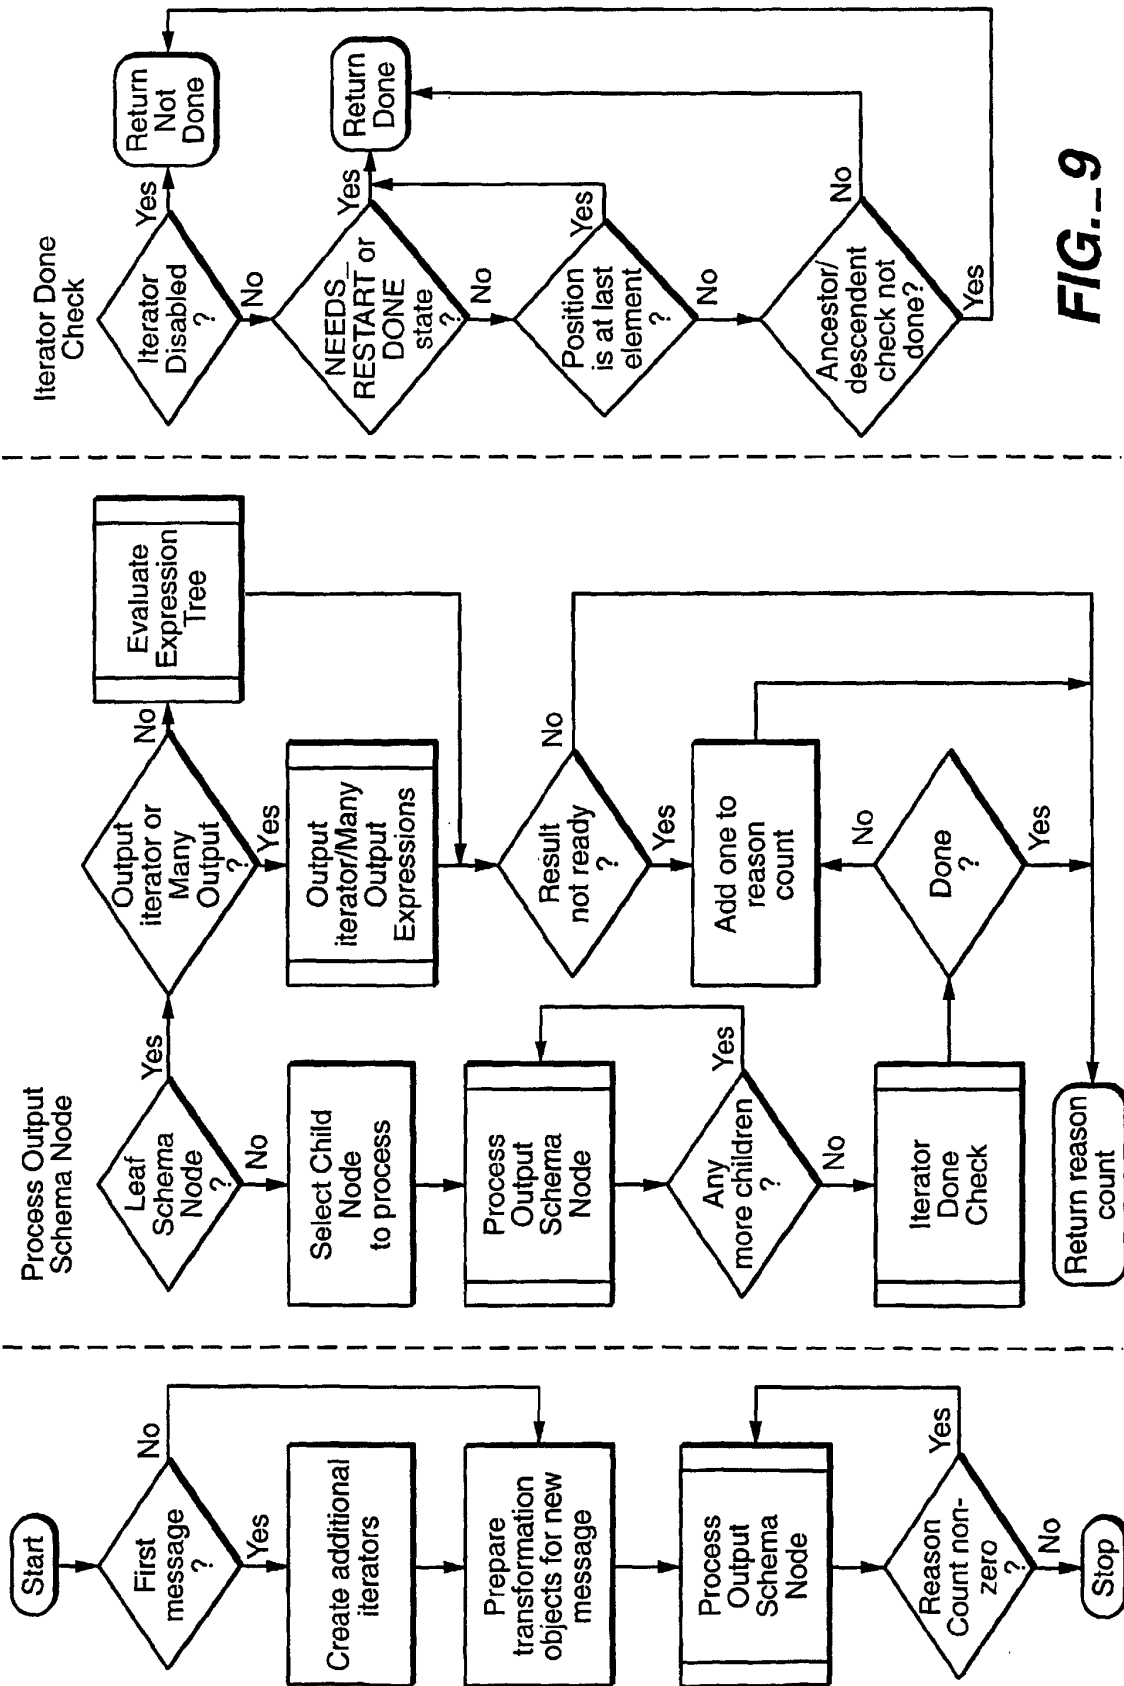 Start
First
message
?
No
Yes
Create additional
iterators
Prepare
transformation
objects for new
message
Process
Output
Schema
Node
Reason
Count non-
zero
?
Yes
No
Stop
Process Output
Schema Node
Leaf
Schema
Node
?
Yes
No
Output
iterator or
Many
Output
?
No
Yes
Evaluate
Expression
Tree
Select Child
Node
to process
Output
iterator/Many
Output
Expressions
Process
Output
Schema
Node
Result
not ready
?
No
Yes
Any
more children
?
Yes
No
Add one to
reason
count
Iterator
Done
Check
Done
?
No
Yes
Return reason
count
Iterator Done
Check
Iterator
Disabled
?
Yes
No
Return
Not
Done
NEEDS_
RESTART or
DONE
state
?
Yes
No
Return
Done
Position
is at last
element
?
Yes
No
Ancestor/
descendent
check not
done?
No
Yes
FIG._9